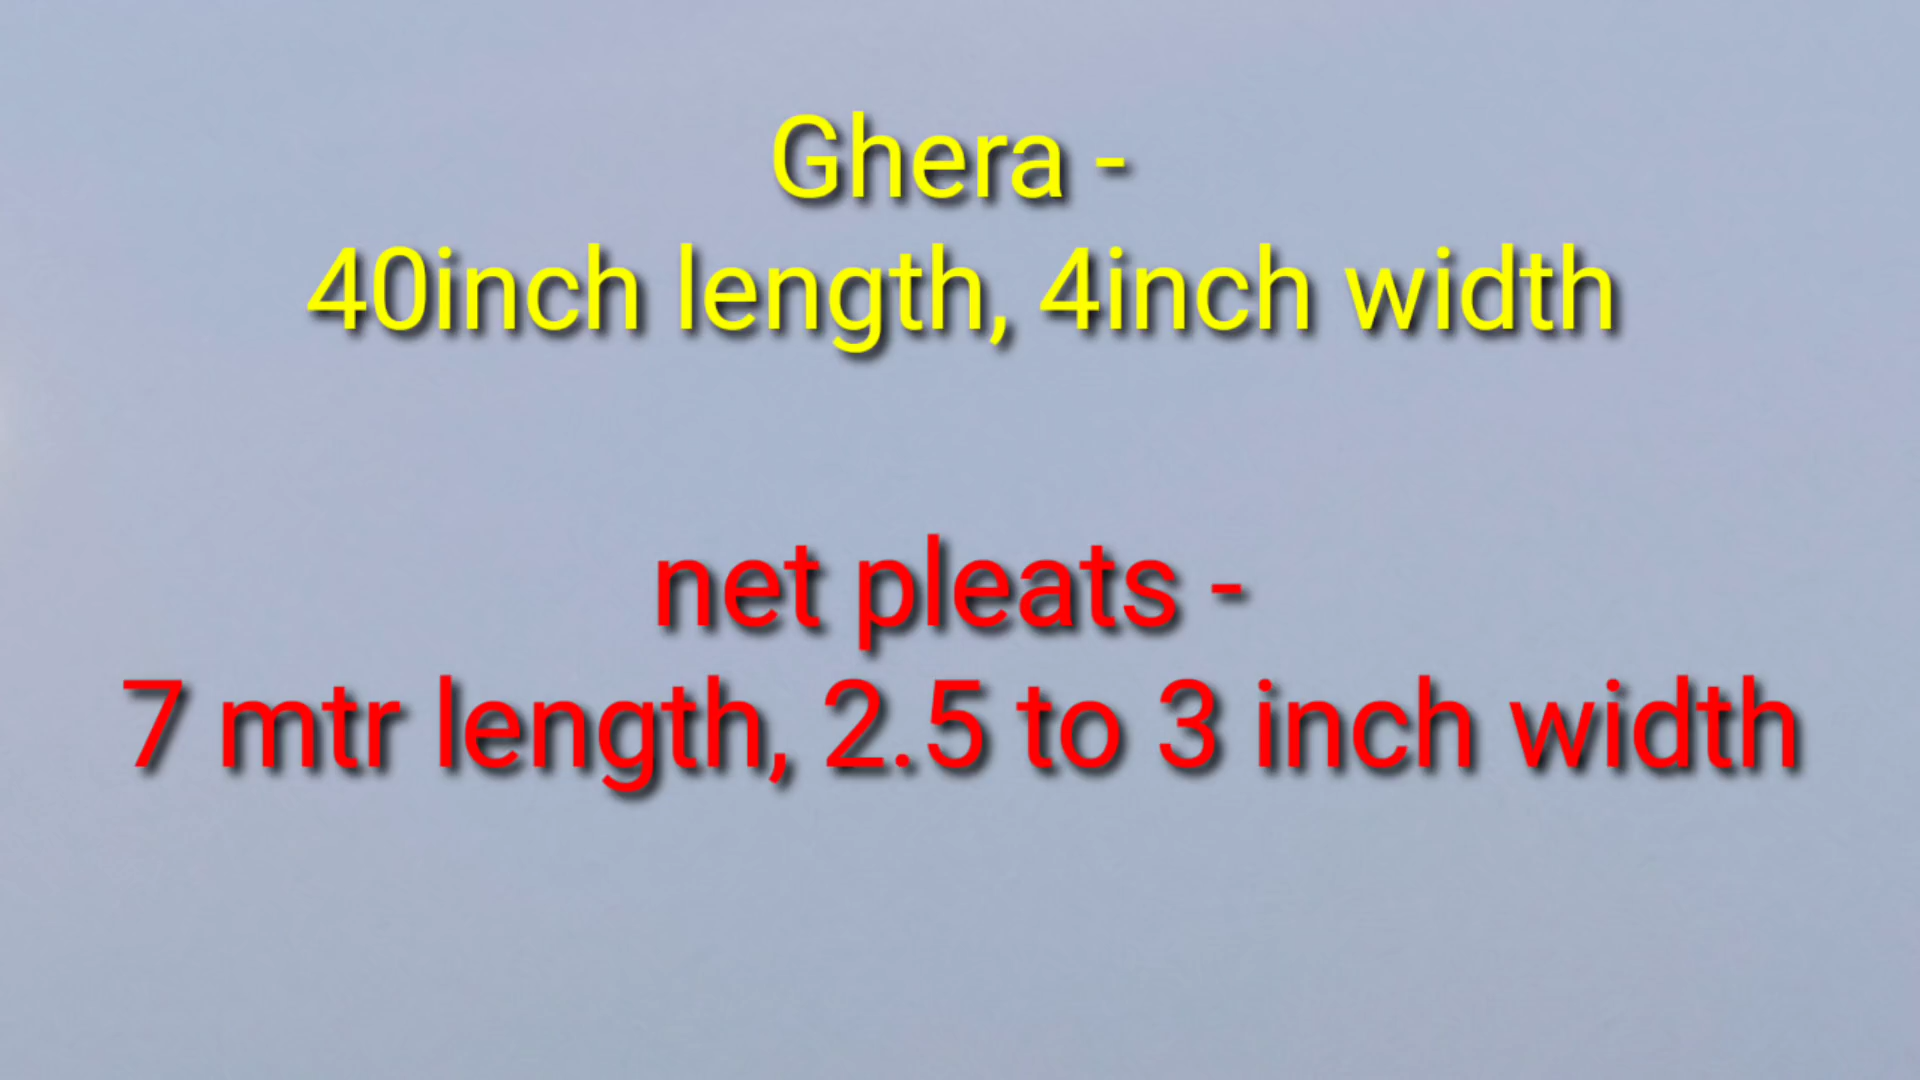 Ghera -
40inch length, 4inch width
net pleats -
7 mtr length, 2.5 to 3 inch width